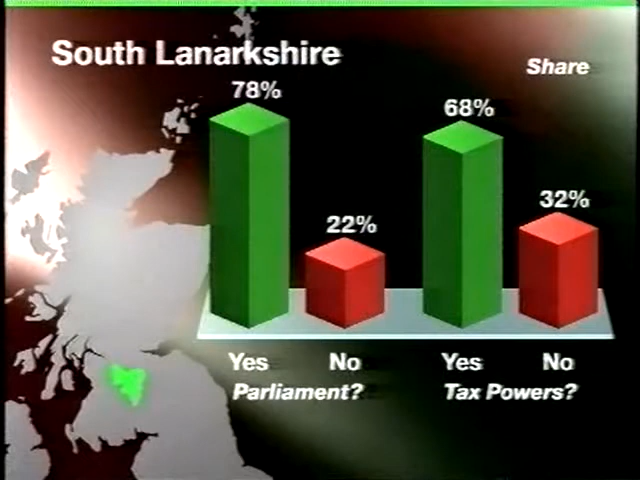 South Lanarkshire
Share
78%
68%
22%
32%
Yes No Yes No
Parliament? Tax Powers?